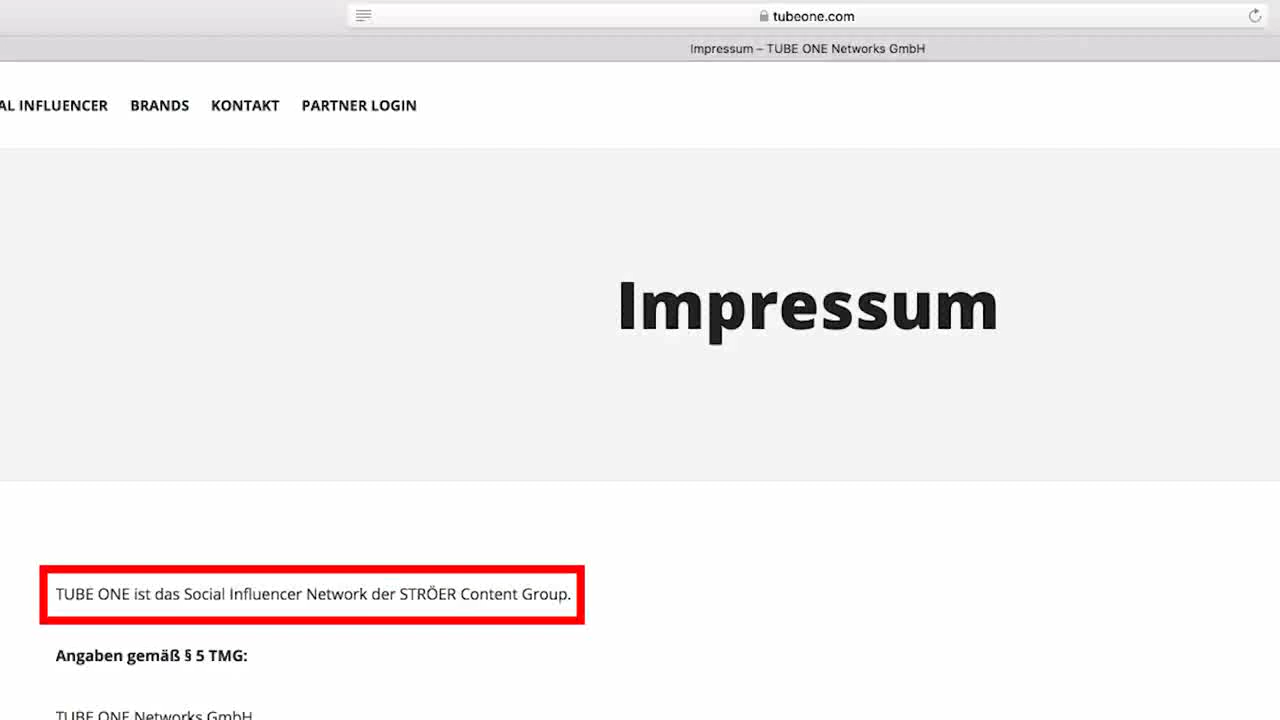 tubeone.com
Impressum – TUBE ONE Networks GmbH
AL INFLUENCER BRANDS KONTAKT PARTNER LOGIN
Impressum
TUBE ONE ist das Social Influencer Network der STRÖER Content Group.
Angaben gemäß § 5 TMG:
TUBE ONE Networks GmbH